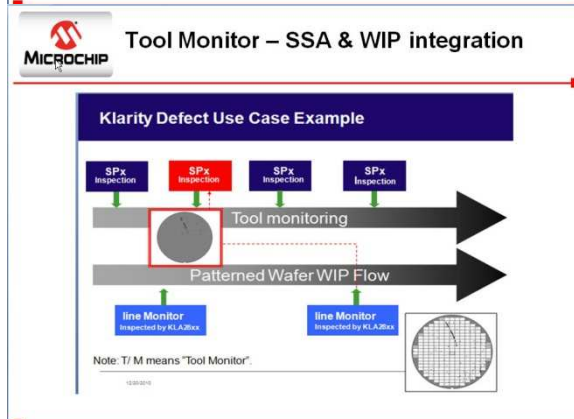 MICROCHIP
Tool Monitor – SSA & WIP integration
Klarity Defect Use Case Example
SPx
Inspection
SPx
Inspection
SPx
Inspection
SPx
Inspection
Tool monitoring
Patterned Wafer WIP Flow
line Monitor
Inspected by KLA28xx
line Monitor
Inspected by KLA28xx
Note: T/ M means "Tool Monitor".